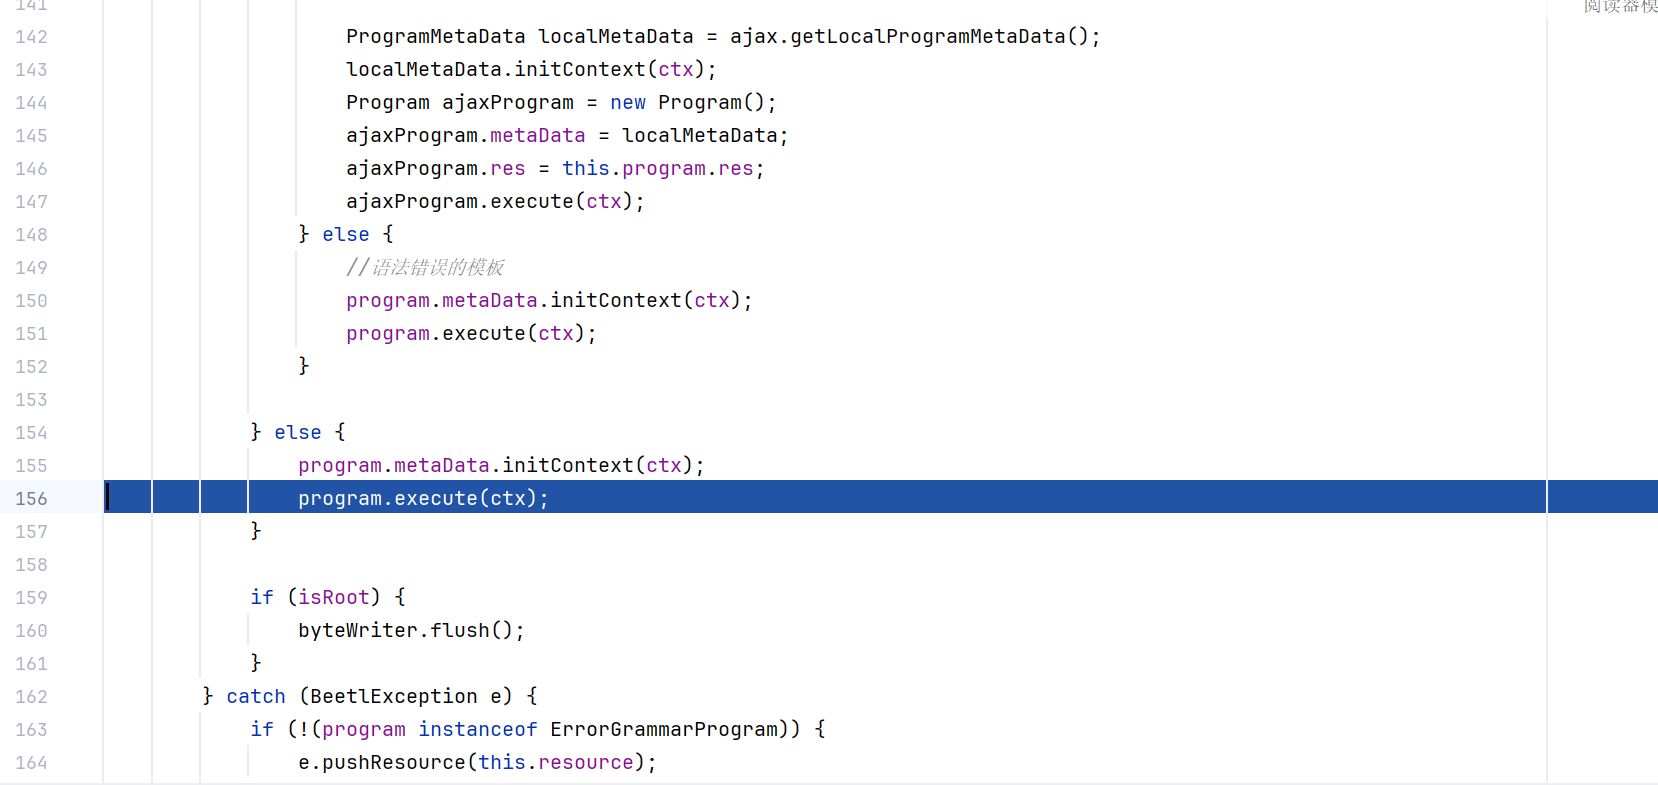 141
阅读器模
142 ProgramMetaData localMetaData = ajax.getLocalProgramMetaData();
143 localMetaData.initContext(ctx);
144 Program ajaxProgram = new Program();
145 ajaxProgram.metaData = localMetaData;
146 ajaxProgram.res = this.program.res;
147 ajaxProgram.execute(ctx);
148 } else {
149 //语法错误的模板
150 program.metaData.initContext(ctx);
151 program.execute(ctx);
152 }
153
154 } else {
155 program.metaData.initContext(ctx);
156 program.execute(ctx);
157 }
158
159 if (isRoot) {
160 byteWriter.flush();
161 }
162 } catch (BeetlException e) {
163 if (!(program instanceof ErrorGrammarProgram)) {
164 e.pushResource(this.resource);